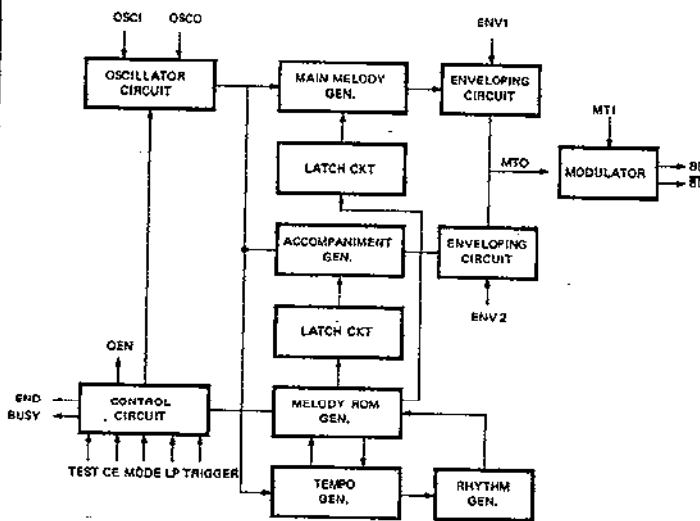 OSCI OSCO
ENV1
OSCILLATOR
CIRCUIT
MAIN MELODY
GEN.
ENVELOPING
CIRCUIT
MTI
LATCH CKT
MTO
MODULATOR
ACCOMPANIMENT
GEN.
ENVELOPING
CIRCUIT
ENV 2
LATCH CKT
OEN
END
BUSY
CONTROL
CIRCUIT
MELODY ROM
GEN.
TEST CE MODE LP TRIGGER
TEMPO
GEN.
RHYTHM
GEN.